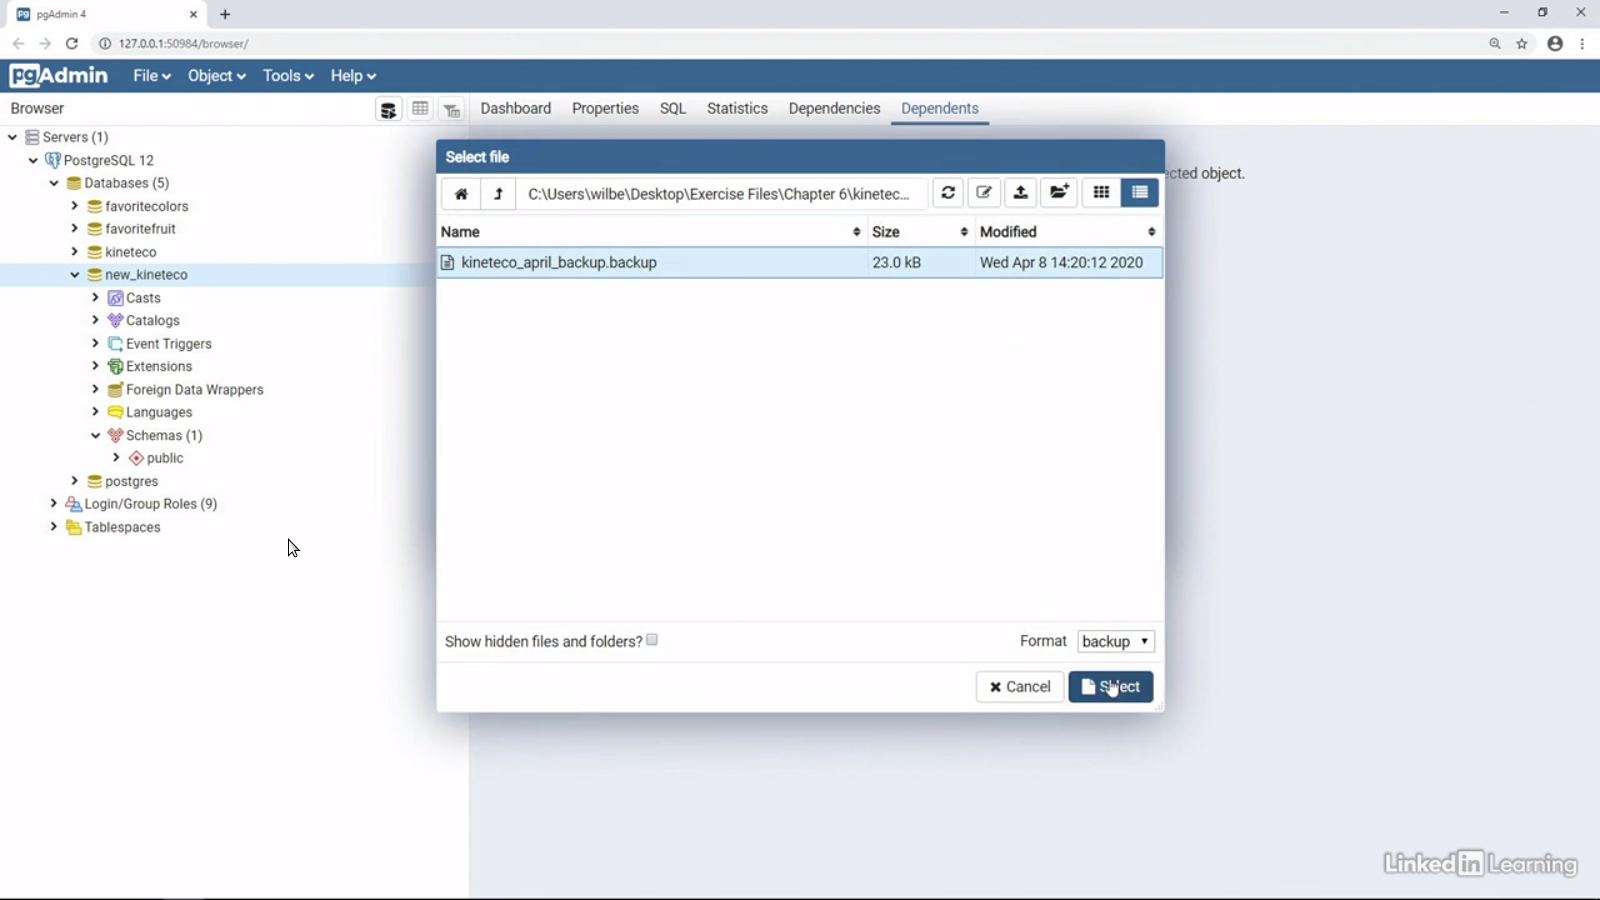 pgAdmin 4
127.0.0.1:50984/browser/
pgAdmin File Object Tools Help
Browser
Dashboard Properties SQL Statistics Dependencies Dependents
Servers (1)
PostgreSQL 12
Databases (5)
favoritecolors
favoritefruit
kineteco
new_kineteco
Casts
Catalogs
Event Triggers
Extensions
Foreign Data Wrappers
Languages
Schemas (1)
public
postgres
Login/Group Roles (9)
Tablespaces
Select file
C:\Users\wilbe\Desktop\Exercise Files\Chapter 6\kinetec...
Name Size Modified
kineteco_april_backup.backup 23.0 kB Wed Apr 8 14:20:12 2020
Show hidden files and folders? Format backup
Cancel Select
ected object.
Linked in Learning